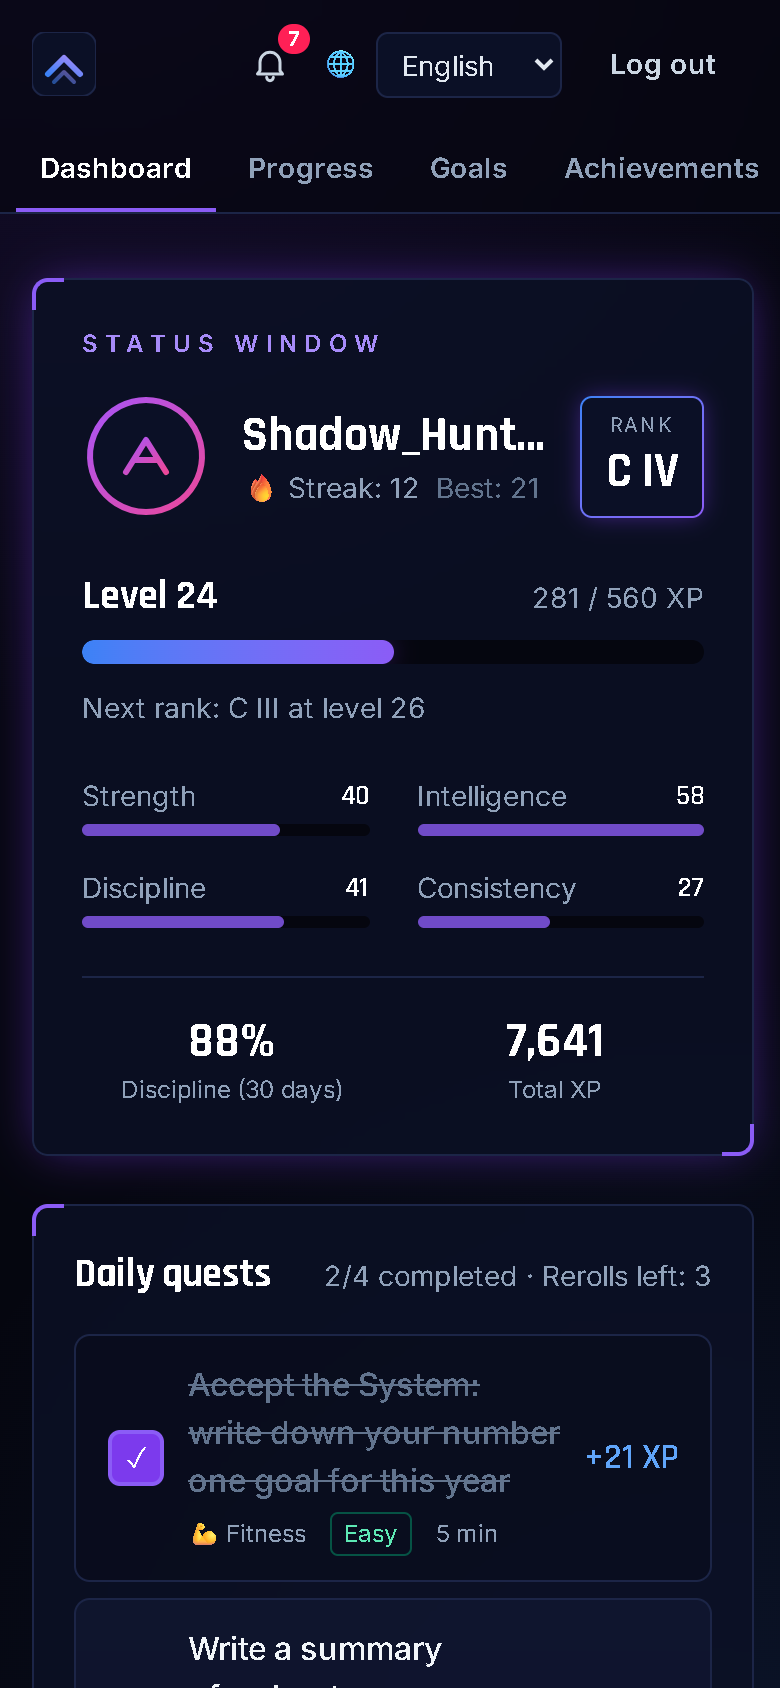 7
English
Log out
Dashboard Progress Goals Achievements
STATUS WINDOW
Shadow_Hunt...
Streak: 12 Best: 21
RANK
C IV
Level 24
281 / 560 XP
Next rank: C III at level 26
Strength 40
Intelligence 58
Discipline 41
Consistency 27
88%
Discipline (30 days)
7,641
Total XP
Daily quests
2/4 completed · Rerolls left: 3
Accept the System:
write down your number
one goal for this year
+21 XP
Fitness Easy 5 min
Write a summary